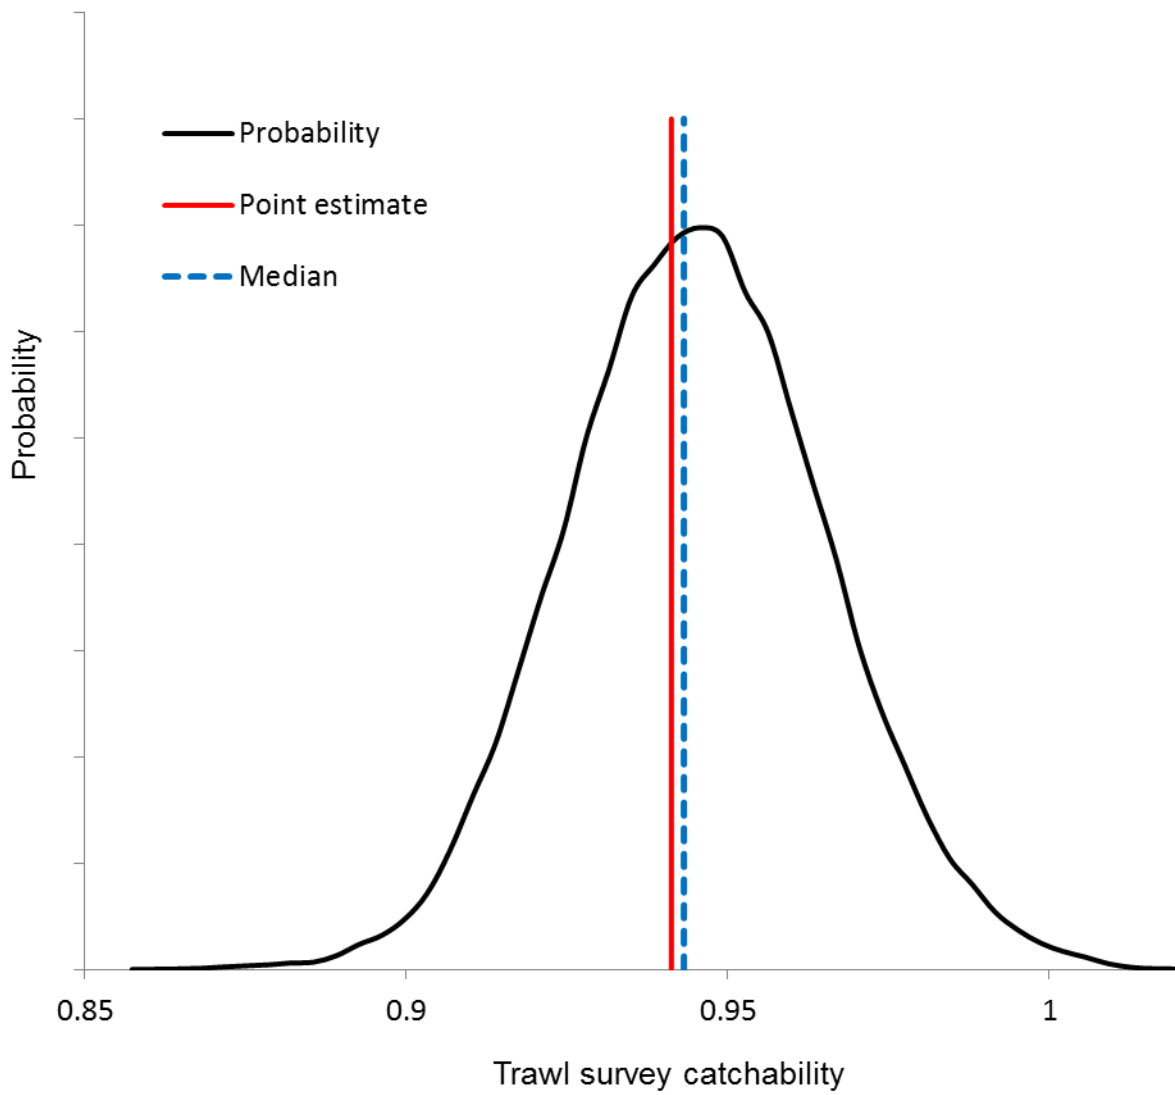 Probability
Point estimate
Median
Probability
0.85
0.9
0.95
1
Trawl survey catchability